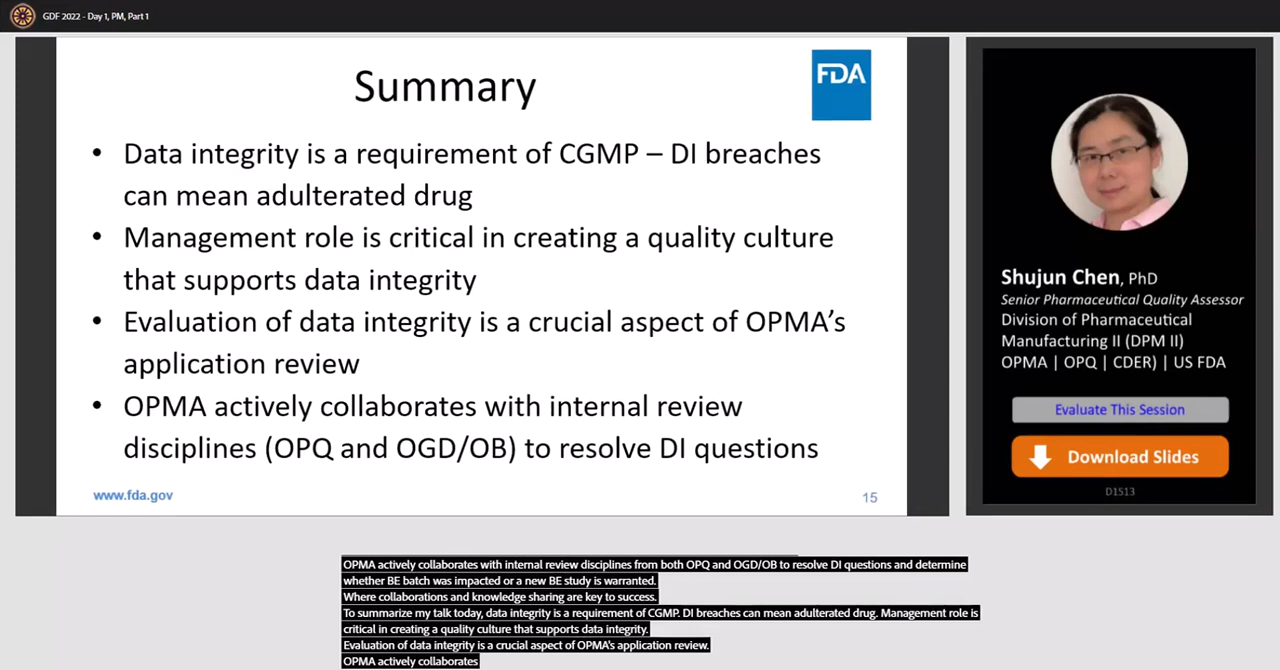 GDF 2022 - Day 1, PM, Part 1
Summary
FDA
• Data integrity is a requirement of CGMP – DI breaches
can mean adulterated drug
• Management role is critical in creating a quality culture
that supports data integrity
• Evaluation of data integrity is a crucial aspect of OPMA's
application review
• OPMA actively collaborates with internal review
disciplines (OPQ and OGD/OB) to resolve DI questions
www.fda.gov
15
Shujun Chen, PhD
Senior Pharmaceutical Quality Assessor
Division of Pharmaceutical
Manufacturing II (DPM II)
OPMA | OPQ | CDER) | US FDA
Evaluate This Session
Download Slides
D1S13
OPMA actively collaborates with internal review disciplines from both OPQ and OGD/OB to resolve DI questions and determine
whether BE batch was impacted or a new BE study is warranted.
Where collaborations and knowledge sharing are key to success.
To summarize my talk today, data integrity is a requirement of CGMP. DI breaches can mean adulterated drug. Management role is
critical in creating a quality culture that supports data integrity.
Evaluation of data integrity is a crucial aspect of OPMA's application review.
OPMA actively collaborates